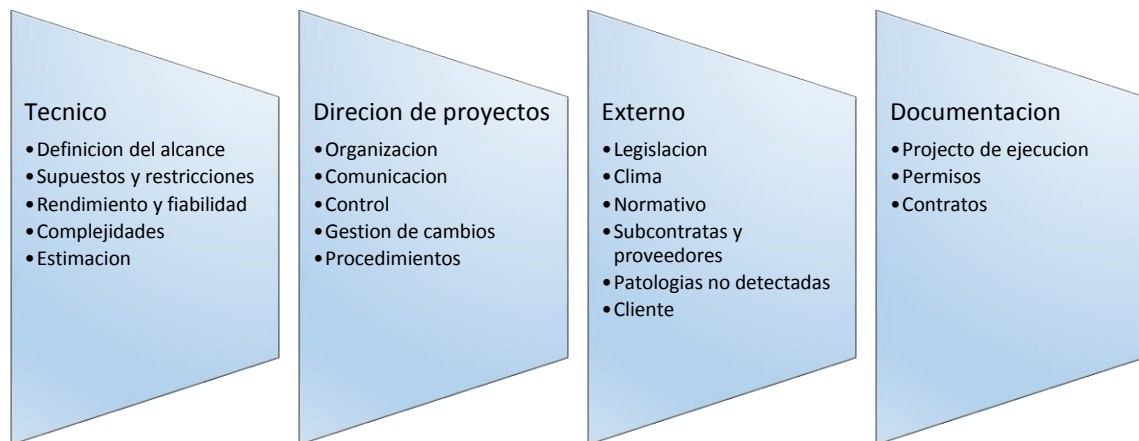 Tecnico
•Definicion del alcance
•Supuestos y restricciones
•Rendimiento y fiabilidad
•Complejidades
•Estimacion
Direcion de proyectos
•Organizacion
•Comunicacion
•Control
•Gestion de cambios
•Procedimientos
Externo
•Legislacion
•Clima
•Normativo
•Subcontratas y
proveedores
•Patologias no detectadas
•Cliente
Documentacion
•Projecto de ejecucion
•Permisos
•Contratos